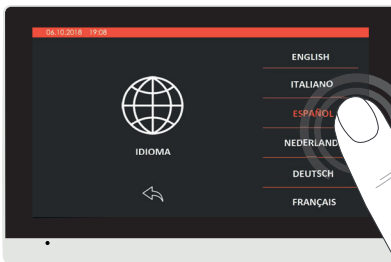 06.10.2018 19:08
ENGLISH
ITALIANO
ESPAÑOL
IDIOMA
NEDERLAND
DEUTSCH
FRANÇAIS